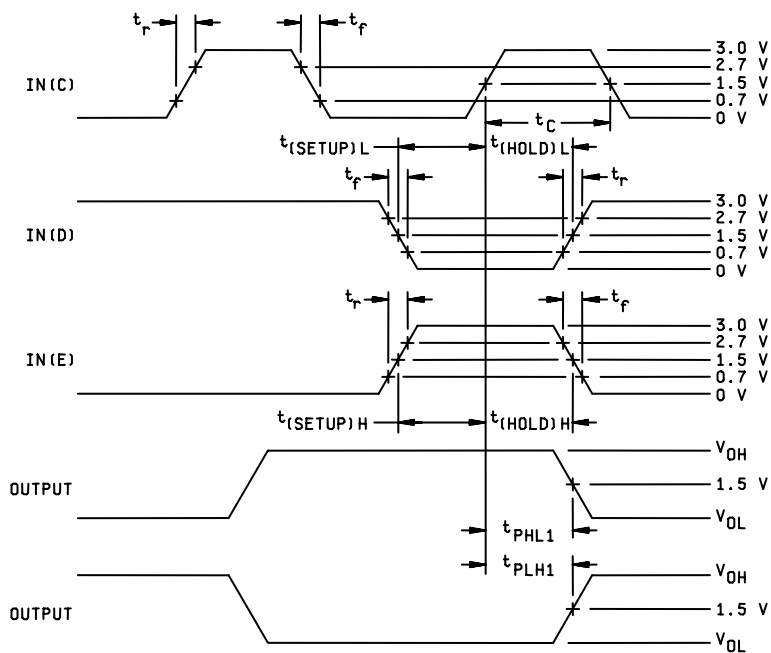 tr tf
3.0 V
2.7 V
IN(C) 1.5 V
0.7 V
tC
0 V
t(SETUP)L t(HOLD)L
tf tr
3.0 V
2.7 V
IN(D) 1.5 V
0.7 V
0 V
tr tf
3.0 V
2.7 V
IN(E) 1.5 V
0.7 V
0 V
t(SETUP)H t(HOLD)H
VOH
OUTPUT 1.5 V
VOL
tPHL1
tPLH1
VOH
OUTPUT 1.5 V
VOL